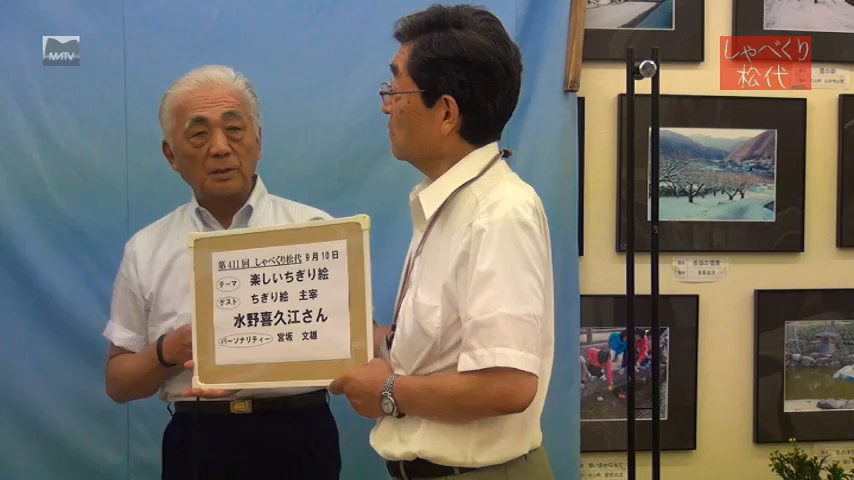 MATV
しゃべくり
松代
第411回 しゃべくり松代 9月10日
テーマ 楽しいちぎり絵
ゲスト ちぎり絵 主宰
水野喜久江さん
パーソナリティー 宮坂 文雄